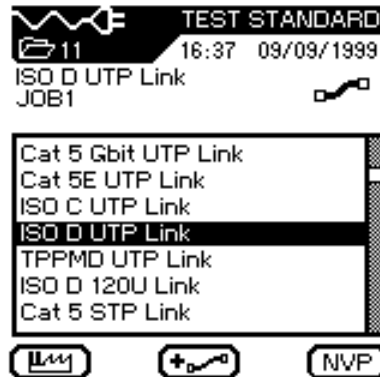 TEST STANDARD
11 16:37 09/09/1999
ISO D UTP Link
JOB1
Cat 5 Gbit UTP Link
Cat 5E UTP Link
ISO C UTP Link
ISO D UTP Link
TPPMD UTP Link
ISO D 120U Link
Cat 5 STP Link
NVP